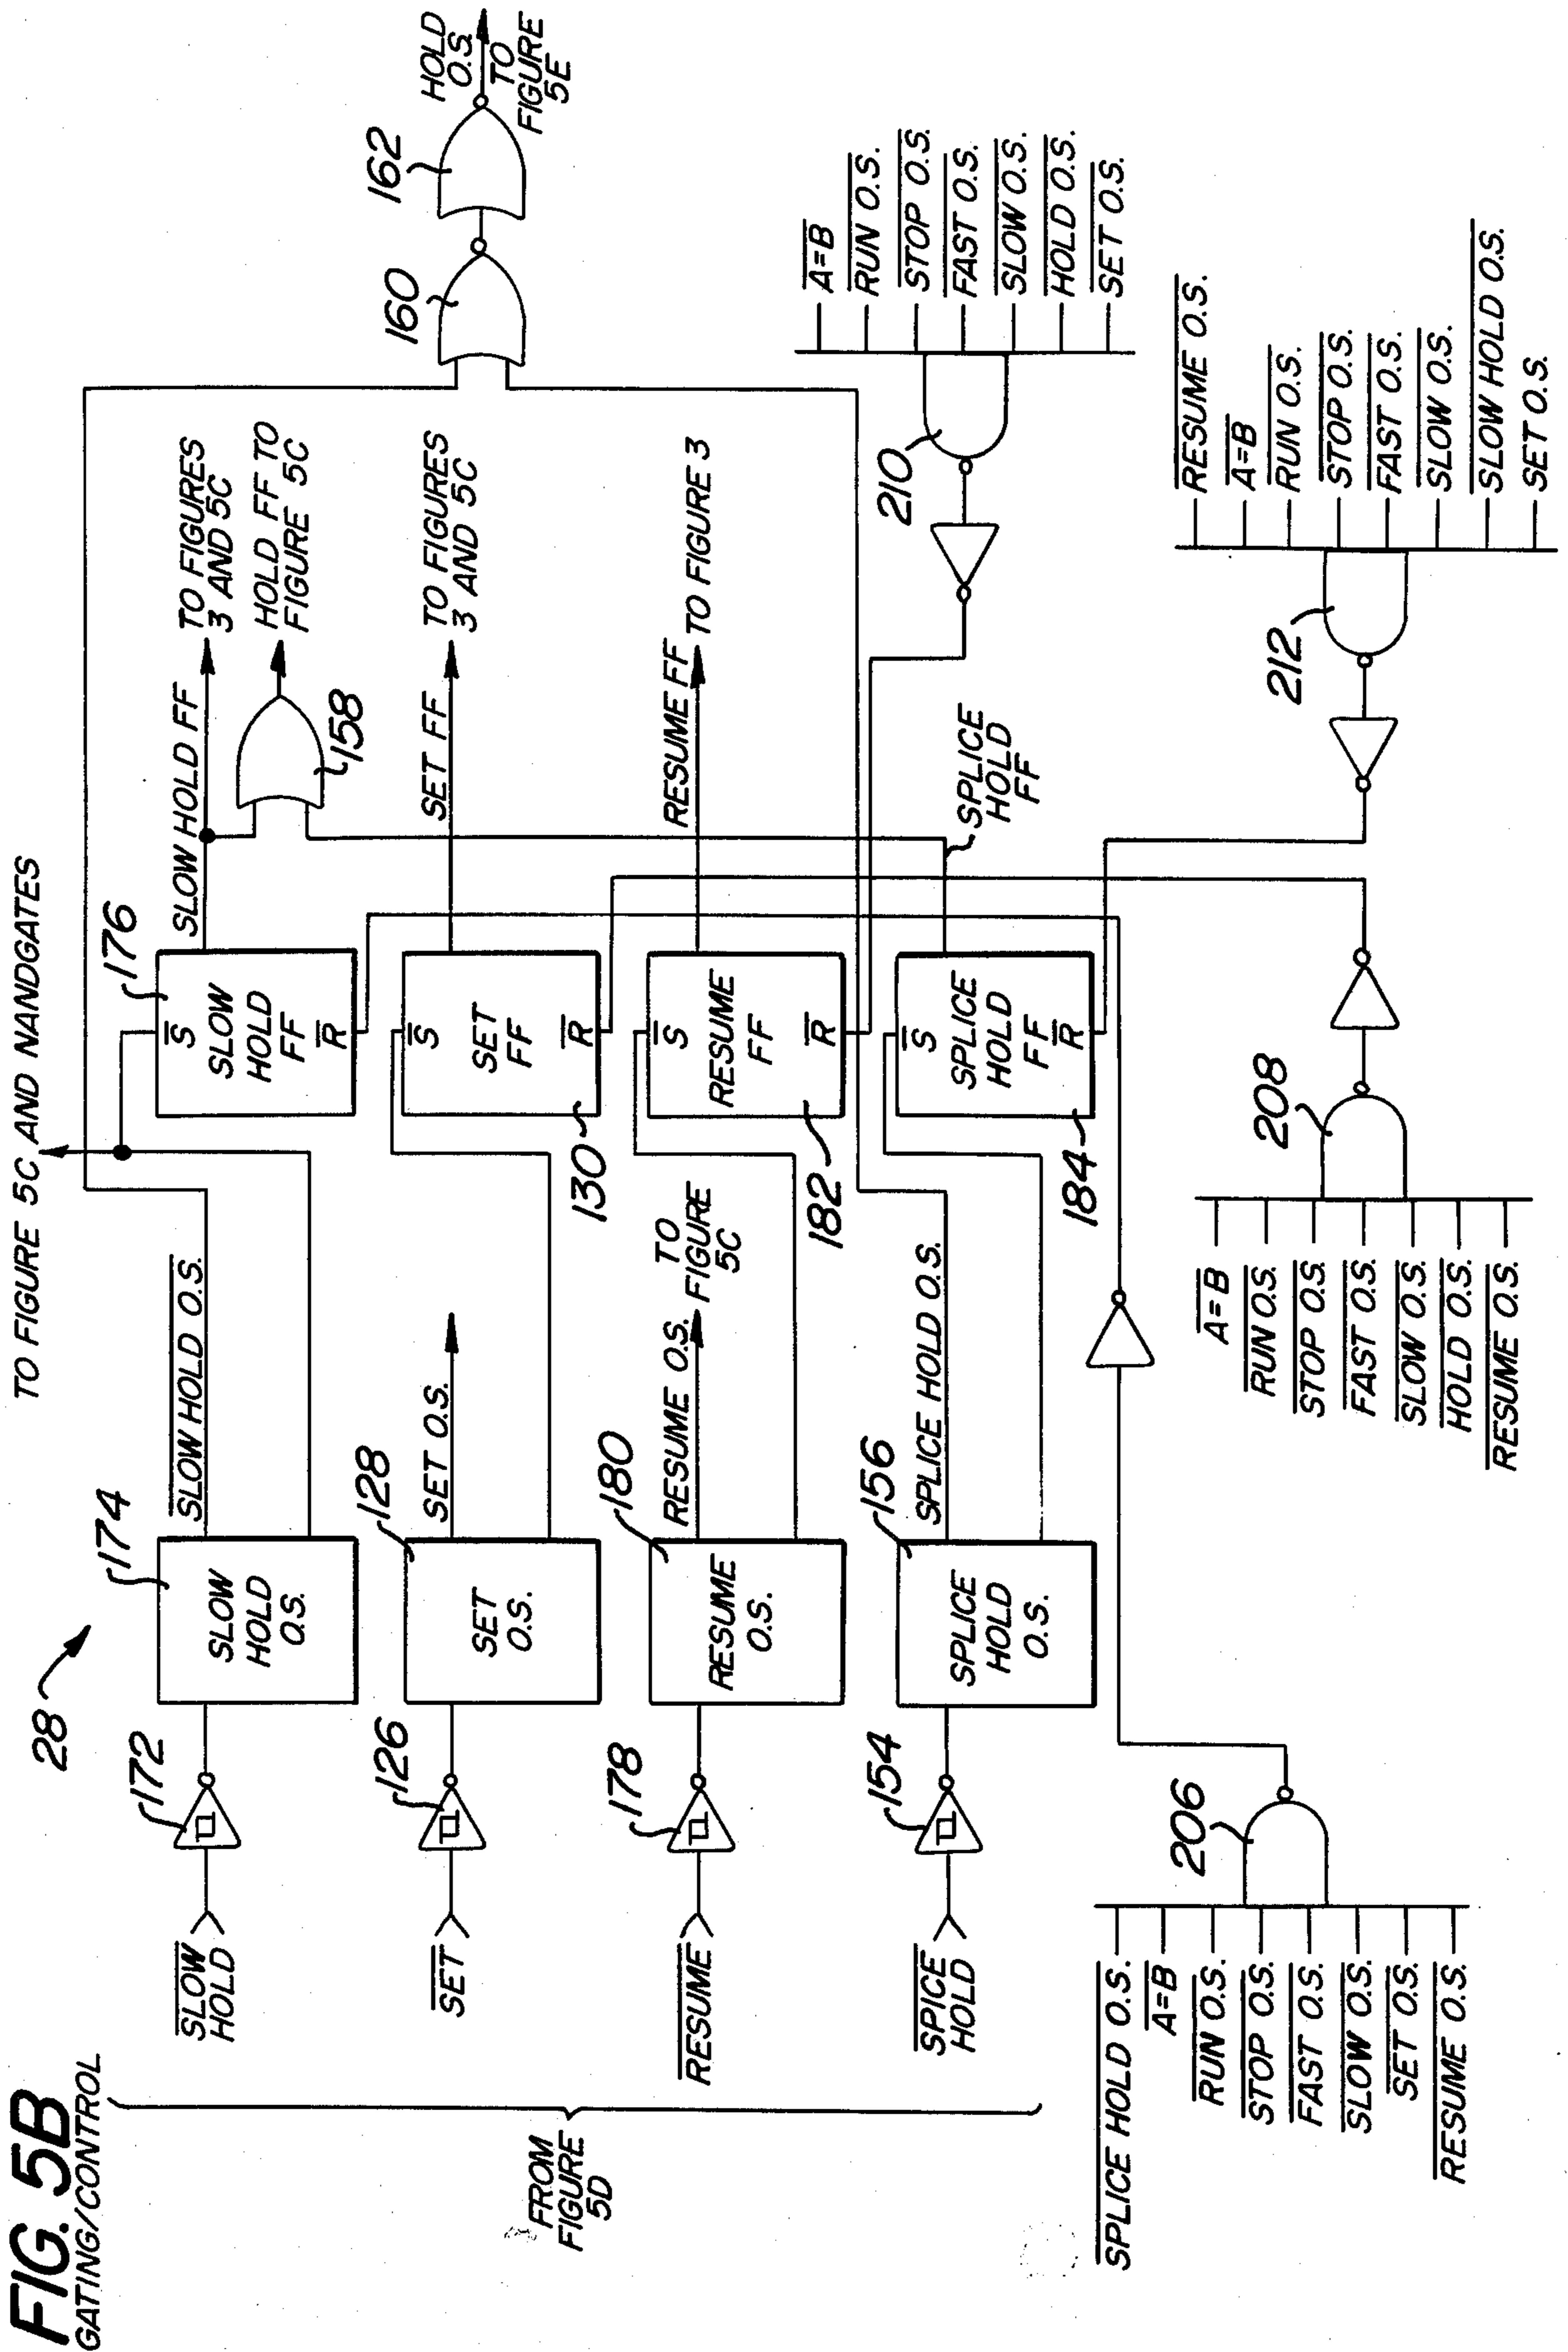 FIG. 5B
GATING/CONTROL
28
TO FIGURE 5C AND NANDGATES
FROM
FIGURE
5D
SLOW
HOLD
172
174
SLOW
HOLD
O.S.
SLOW HOLD O.S.
176
S
SLOW
HOLD
FF
R
SLOW HOLD FF
TO FIGURES
3 AND 5C
HOLD FF TO
FIGURE 5C
158
160
162
HOLD
O.S.
TO
FIGURE
5E
SET
126
128
SET
O.S.
SET O.S.
S
SET
FF
R
130
SET FF
TO FIGURES
3 AND 5C
RESUME
178
180
RESUME
O.S.
RESUME O.S.
TO
FIGURE
5C
S
RESUME
FF
R
182
RESUME FF
TO FIGURE 3
SPICE
HOLD
154
156
SPLICE
HOLD
O.S.
SPLICE HOLD O.S.
S
SPLICE
HOLD
FF
R
184
SPLICE
HOLD
FF
210
A=B
RUN O.S.
STOP O.S.
FAST O.S.
SLOW O.S.
HOLD O.S.
SET O.S.
206
SPLICE HOLD O.S.
A=B
RUN O.S.
STOP O.S.
FAST O.S.
SLOW O.S.
SET O.S.
RESUME O.S.
208
A=B
RUN O.S.
STOP O.S.
FAST O.S.
SLOW O.S.
HOLD O.S.
RESUME O.S.
212
RESUME O.S.
A=B
RUN O.S.
STOP O.S.
FAST O.S.
SLOW O.S.
SLOW HOLD O.S.
SET O.S.